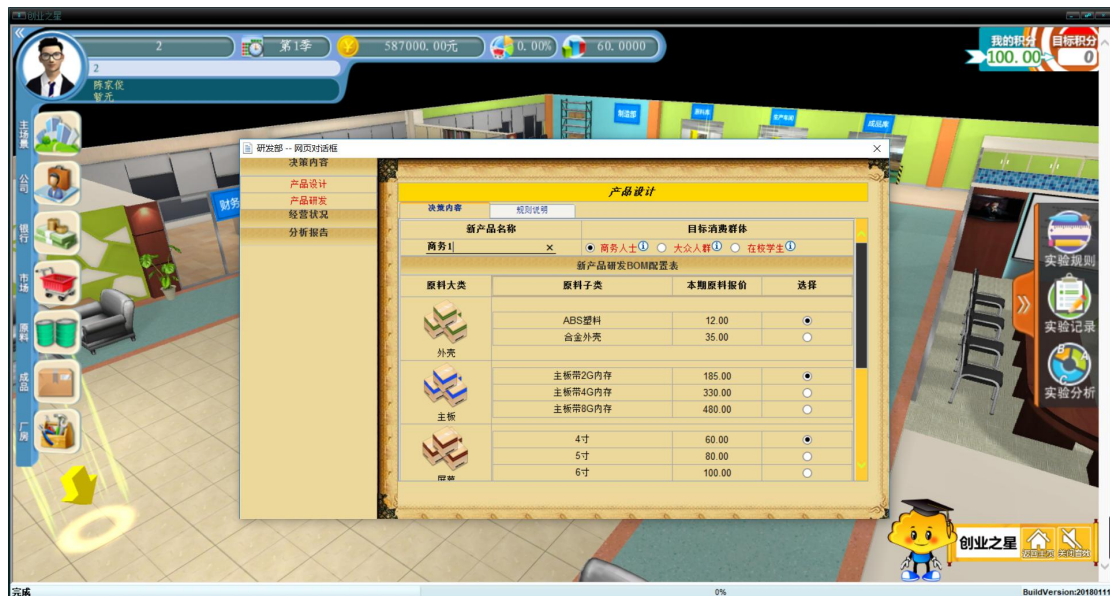 创业之星
2
第1季
587000.00元
0.00%
60.0000
我的积分
100.00
目标积分
0
2
陈家俊
暂无
主场景
公司
银行
市场
原料
成品
厂房
财务
制造部
原料库
生产车间
成品库
研发部 -- 网页对话框
决策内容
产品设计
产品研发
经营状况
分析报告
产品设计
决策内容
规则说明
新产品名称
目标消费群体
商务1
×
商务人士
大众人群
在校学生
新产品研发BOM配置表
原料大类
原料子类
本期原料报价
选择
外壳
ABS塑料
12.00
合金外壳
35.00
主板
主板带2G内存
185.00
主板带4G内存
330.00
主板带8G内存
480.00
屏幕
4寸
60.00
5寸
80.00
6寸
100.00
实验规则
实验记录
实验分析
创业之星
关闭音效
完成
0%
BuildVersion:20180111